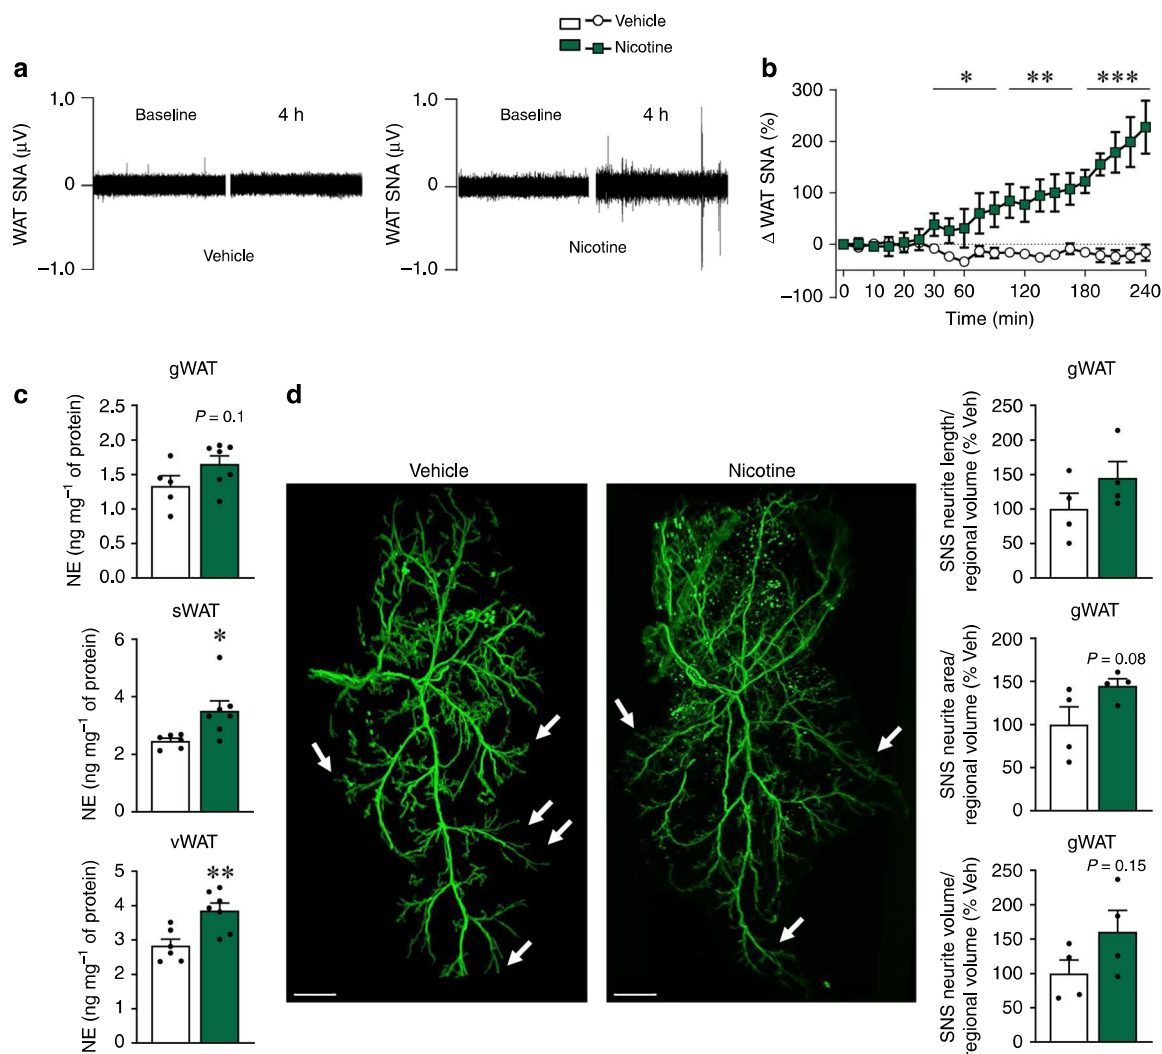 Vehicle
Nicotine
a
1.0
0
−1.0
WAT SNA (μV)
Baseline
4 h
Vehicle
1.0
0
−1.0
WAT SNA (μV)
Baseline
4 h
Nicotine
b
* ** ***
300
200
100
0
−100
Δ WAT SNA (%)
0 10 20 30 60 120 180 240
Time (min)
c
gWAT
P = 0.1
2.5
2.0
1.5
1.0
0.5
0.0
NE (ng mg⁻¹ of protein)
sWAT
*
6
4
2
0
NE (ng mg⁻¹ of protein)
vWAT
**
5
4
3
2
1
0
NE (ng mg⁻¹ of protein)
d
Vehicle
Nicotine
gWAT
250
200
150
100
50
0
SNS neurite length/
regional volume (% Veh)
gWAT
P = 0.08
200
150
100
50
0
SNS neurite area/
regional volume (% Veh)
gWAT
P = 0.15
250
200
150
100
50
0
SNS neurite volume/
regional volume (% Veh)